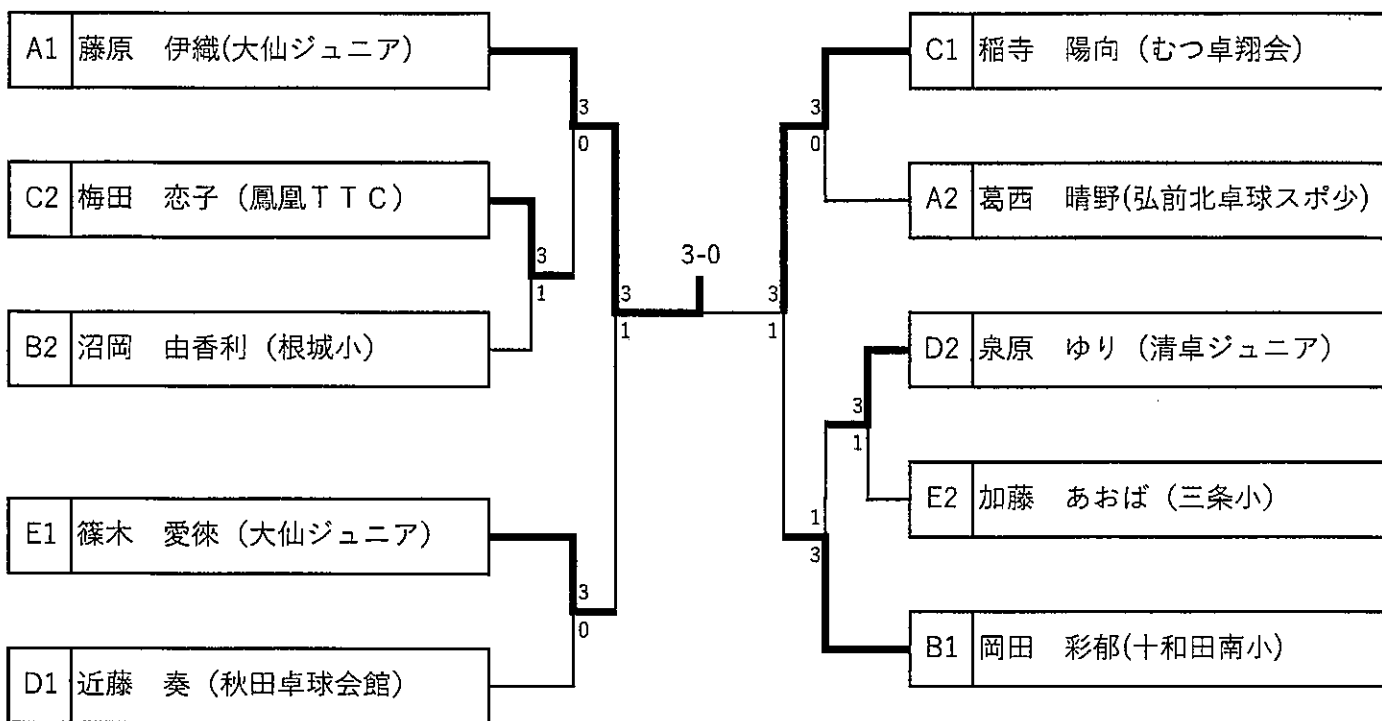 A1 藤原　伊織(大仙ジュニア)
3
0
C2 梅田　恋子（鳳凰ＴＴＣ）
3
1
B2 沼岡　由香利（根城小）
3
1
E1 篠木　愛徠（大仙ジュニア）
3
0
D1 近藤　奏（秋田卓球会館）
3-0
C1 稲寺　陽向（むつ卓翔会）
3
0
A2 葛西　晴野(弘前北卓球スポ少)
3
1
D2 泉原　ゆり（清卓ジュニア）
3
1
E2 加藤　あおば（三条小）
1
3
B1 岡田　彩郁(十和田南小)